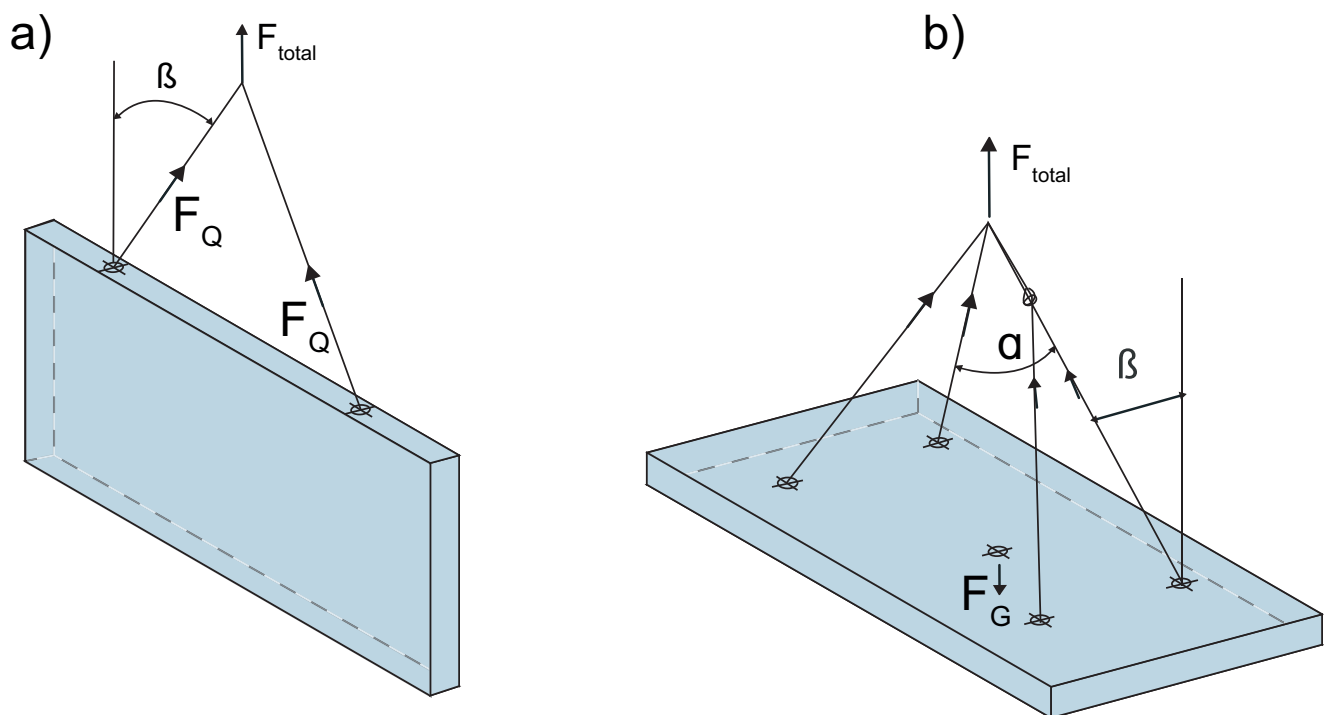 a)
F_total
ß
F_Q
F_Q
b)
F_total
α
ß
F_G